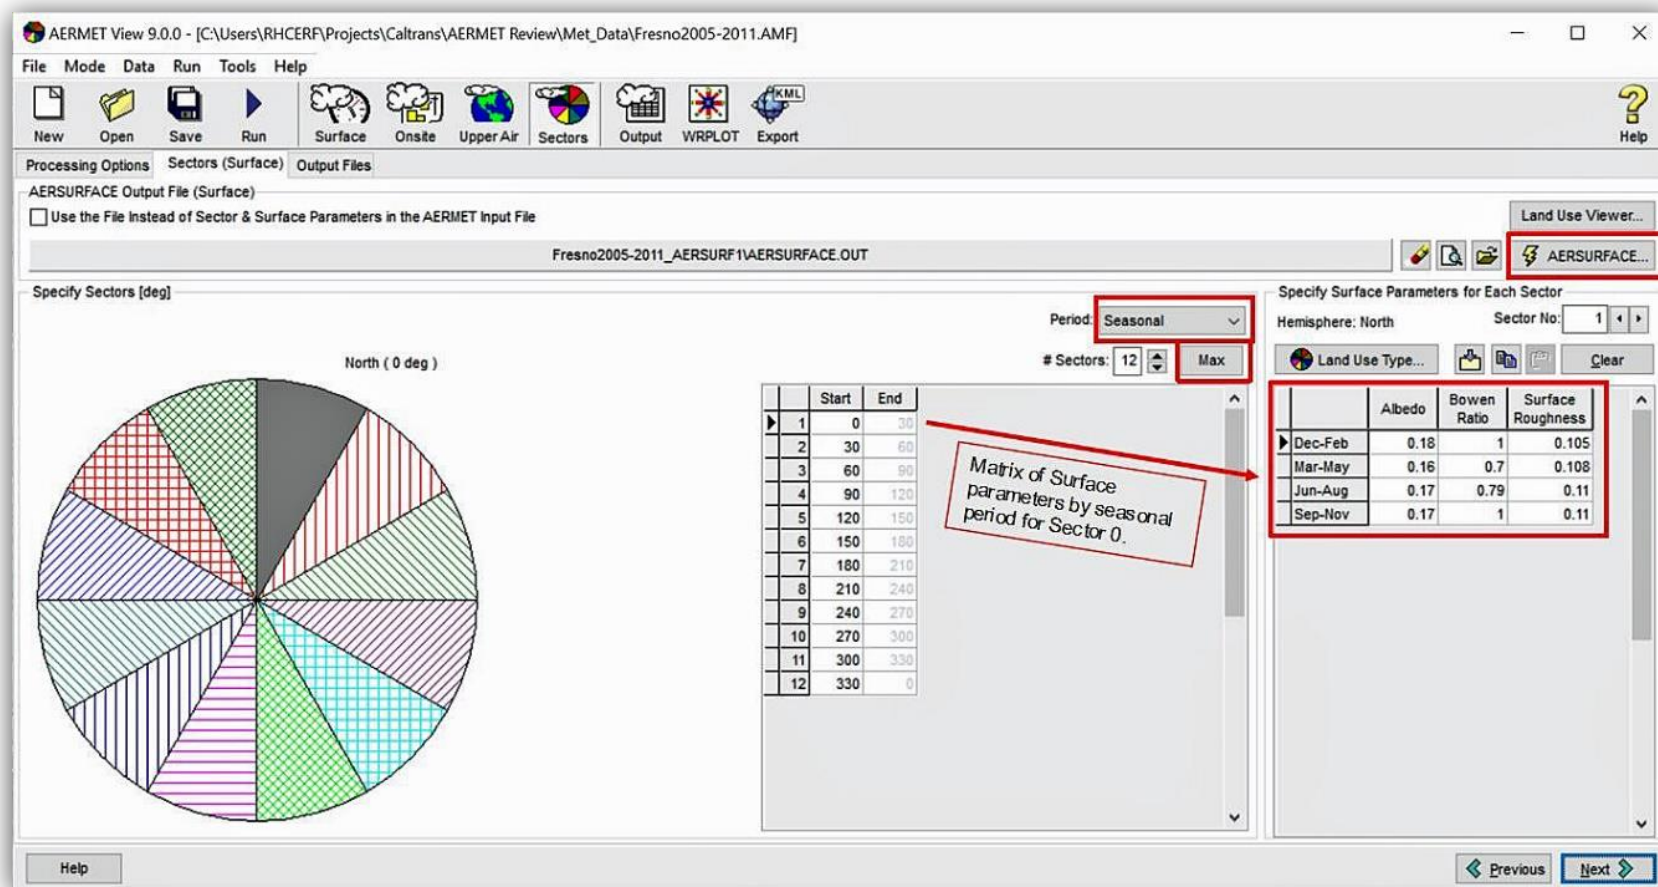 AERMET View 9.0.0 - [C:\Users\RHCERF\Projects\Caltrans\AERMET Review\Met_Data\Fresno2005-2011.AMF]
File Mode Data Run Tools Help
KML
New Open Save Run Surface Onsite Upper Air Sectors Output WRPLOT Export Help
Processing Options Sectors (Surface) Output Files
AERSURFACE Output File (Surface)
Use the File Instead of Sector & Surface Parameters in the AERMET Input File
Land Use Viewer...
Fresno2005-2011_AERSURF1\AERSURFACE.OUT
AERSURFACE...
Specify Sectors [deg]
Period: Seasonal
# Sectors: 12 Max
North ( 0 deg )
Start End
1 0 30
2 30 60
3 60 90
4 90 120
5 120 150
6 150 180
7 180 210
8 210 240
9 240 270
10 270 300
11 300 330
12 330 0
Matrix of Surface
parameters by seasonal
period for Sector 0.
Specify Surface Parameters for Each Sector
Hemisphere: North Sector No: 1
Land Use Type... Clear
Albedo Bowen Ratio Surface Roughness
Dec-Feb 0.18 1 0.105
Mar-May 0.16 0.7 0.108
Jun-Aug 0.17 0.79 0.11
Sep-Nov 0.17 1 0.11
Help
Previous Next